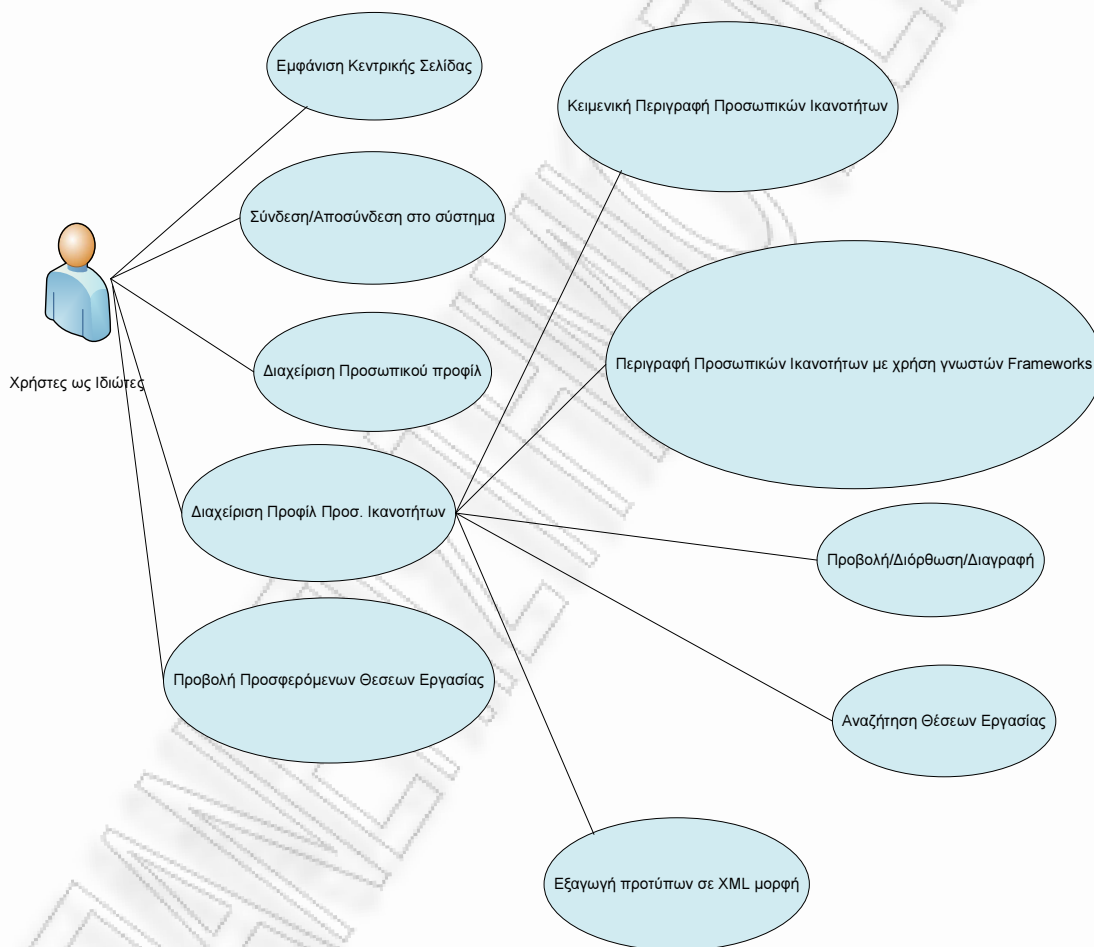 Εμφάνιση Κεντρικής Σελίδας
Κειμενική Περιγραφή Προσωπικών Ικανοτήτων
Σύνδεση/Αποσύνδεση στο σύστημα
Χρήστες ως Ιδιώτες
Διαχείριση Προσωπικού προφίλ
Περιγραφή Προσωπικών Ικανοτήτων με χρήση γνωστών Frameworks
Διαχείριση Προφίλ Προσ. Ικανοτήτων
Προβολή/Διόρθωση/Διαγραφή
Προβολή Προσφερόμενων Θεσεων Εργασίας
Αναζήτηση Θέσεων Εργασίας
Εξαγωγή προτύπων σε XML μορφή